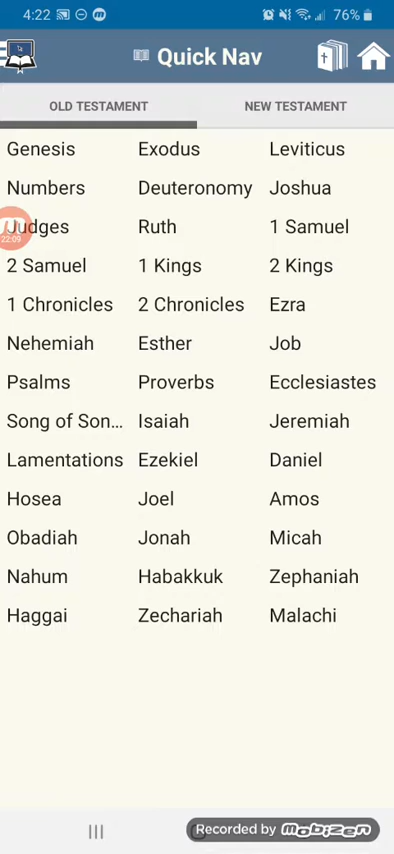 4:22 76%
Quick Nav
OLD TESTAMENT NEW TESTAMENT
Genesis Exodus Leviticus
Numbers Deuteronomy Joshua
Judges Ruth 1 Samuel
22:09
2 Samuel 1 Kings 2 Kings
1 Chronicles 2 Chronicles Ezra
Nehemiah Esther Job
Psalms Proverbs Ecclesiastes
Song of Son... Isaiah Jeremiah
Lamentations Ezekiel Daniel
Hosea Joel Amos
Obadiah Jonah Micah
Nahum Habakkuk Zephaniah
Haggai Zechariah Malachi
Recorded by mobizen